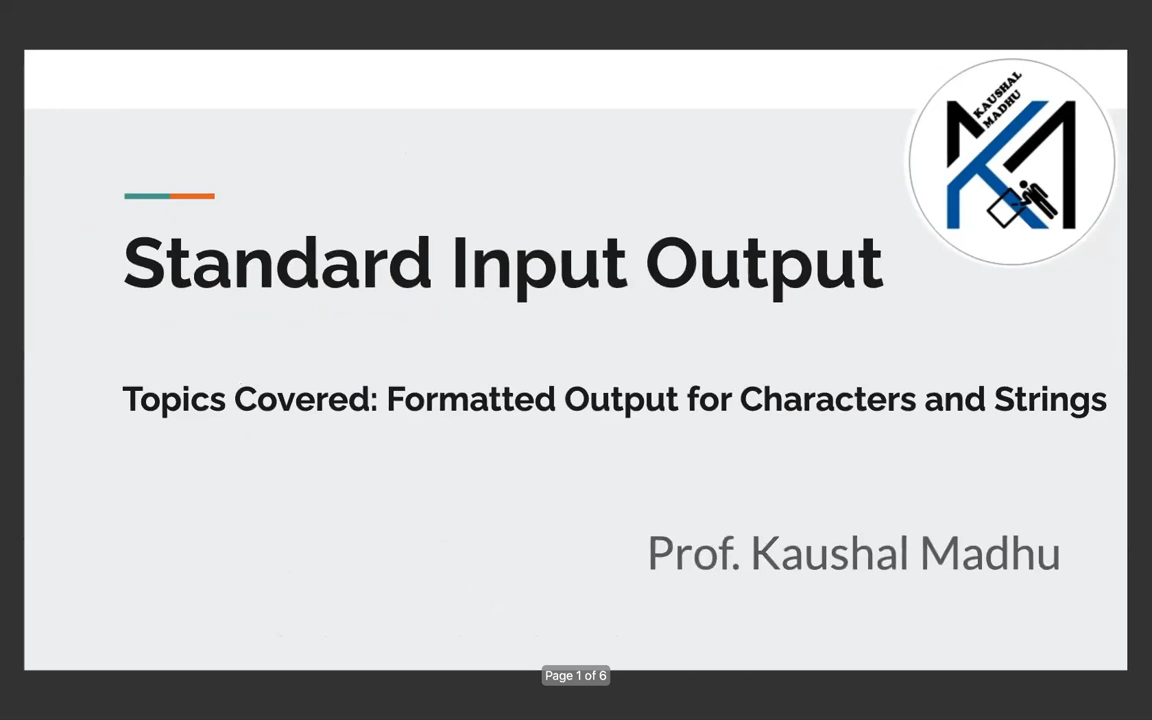 KAUSHAL
MADHU
Standard Input Output
Topics Covered: Formatted Output for Characters and Strings
Prof. Kaushal Madhu
Page 1 of 6